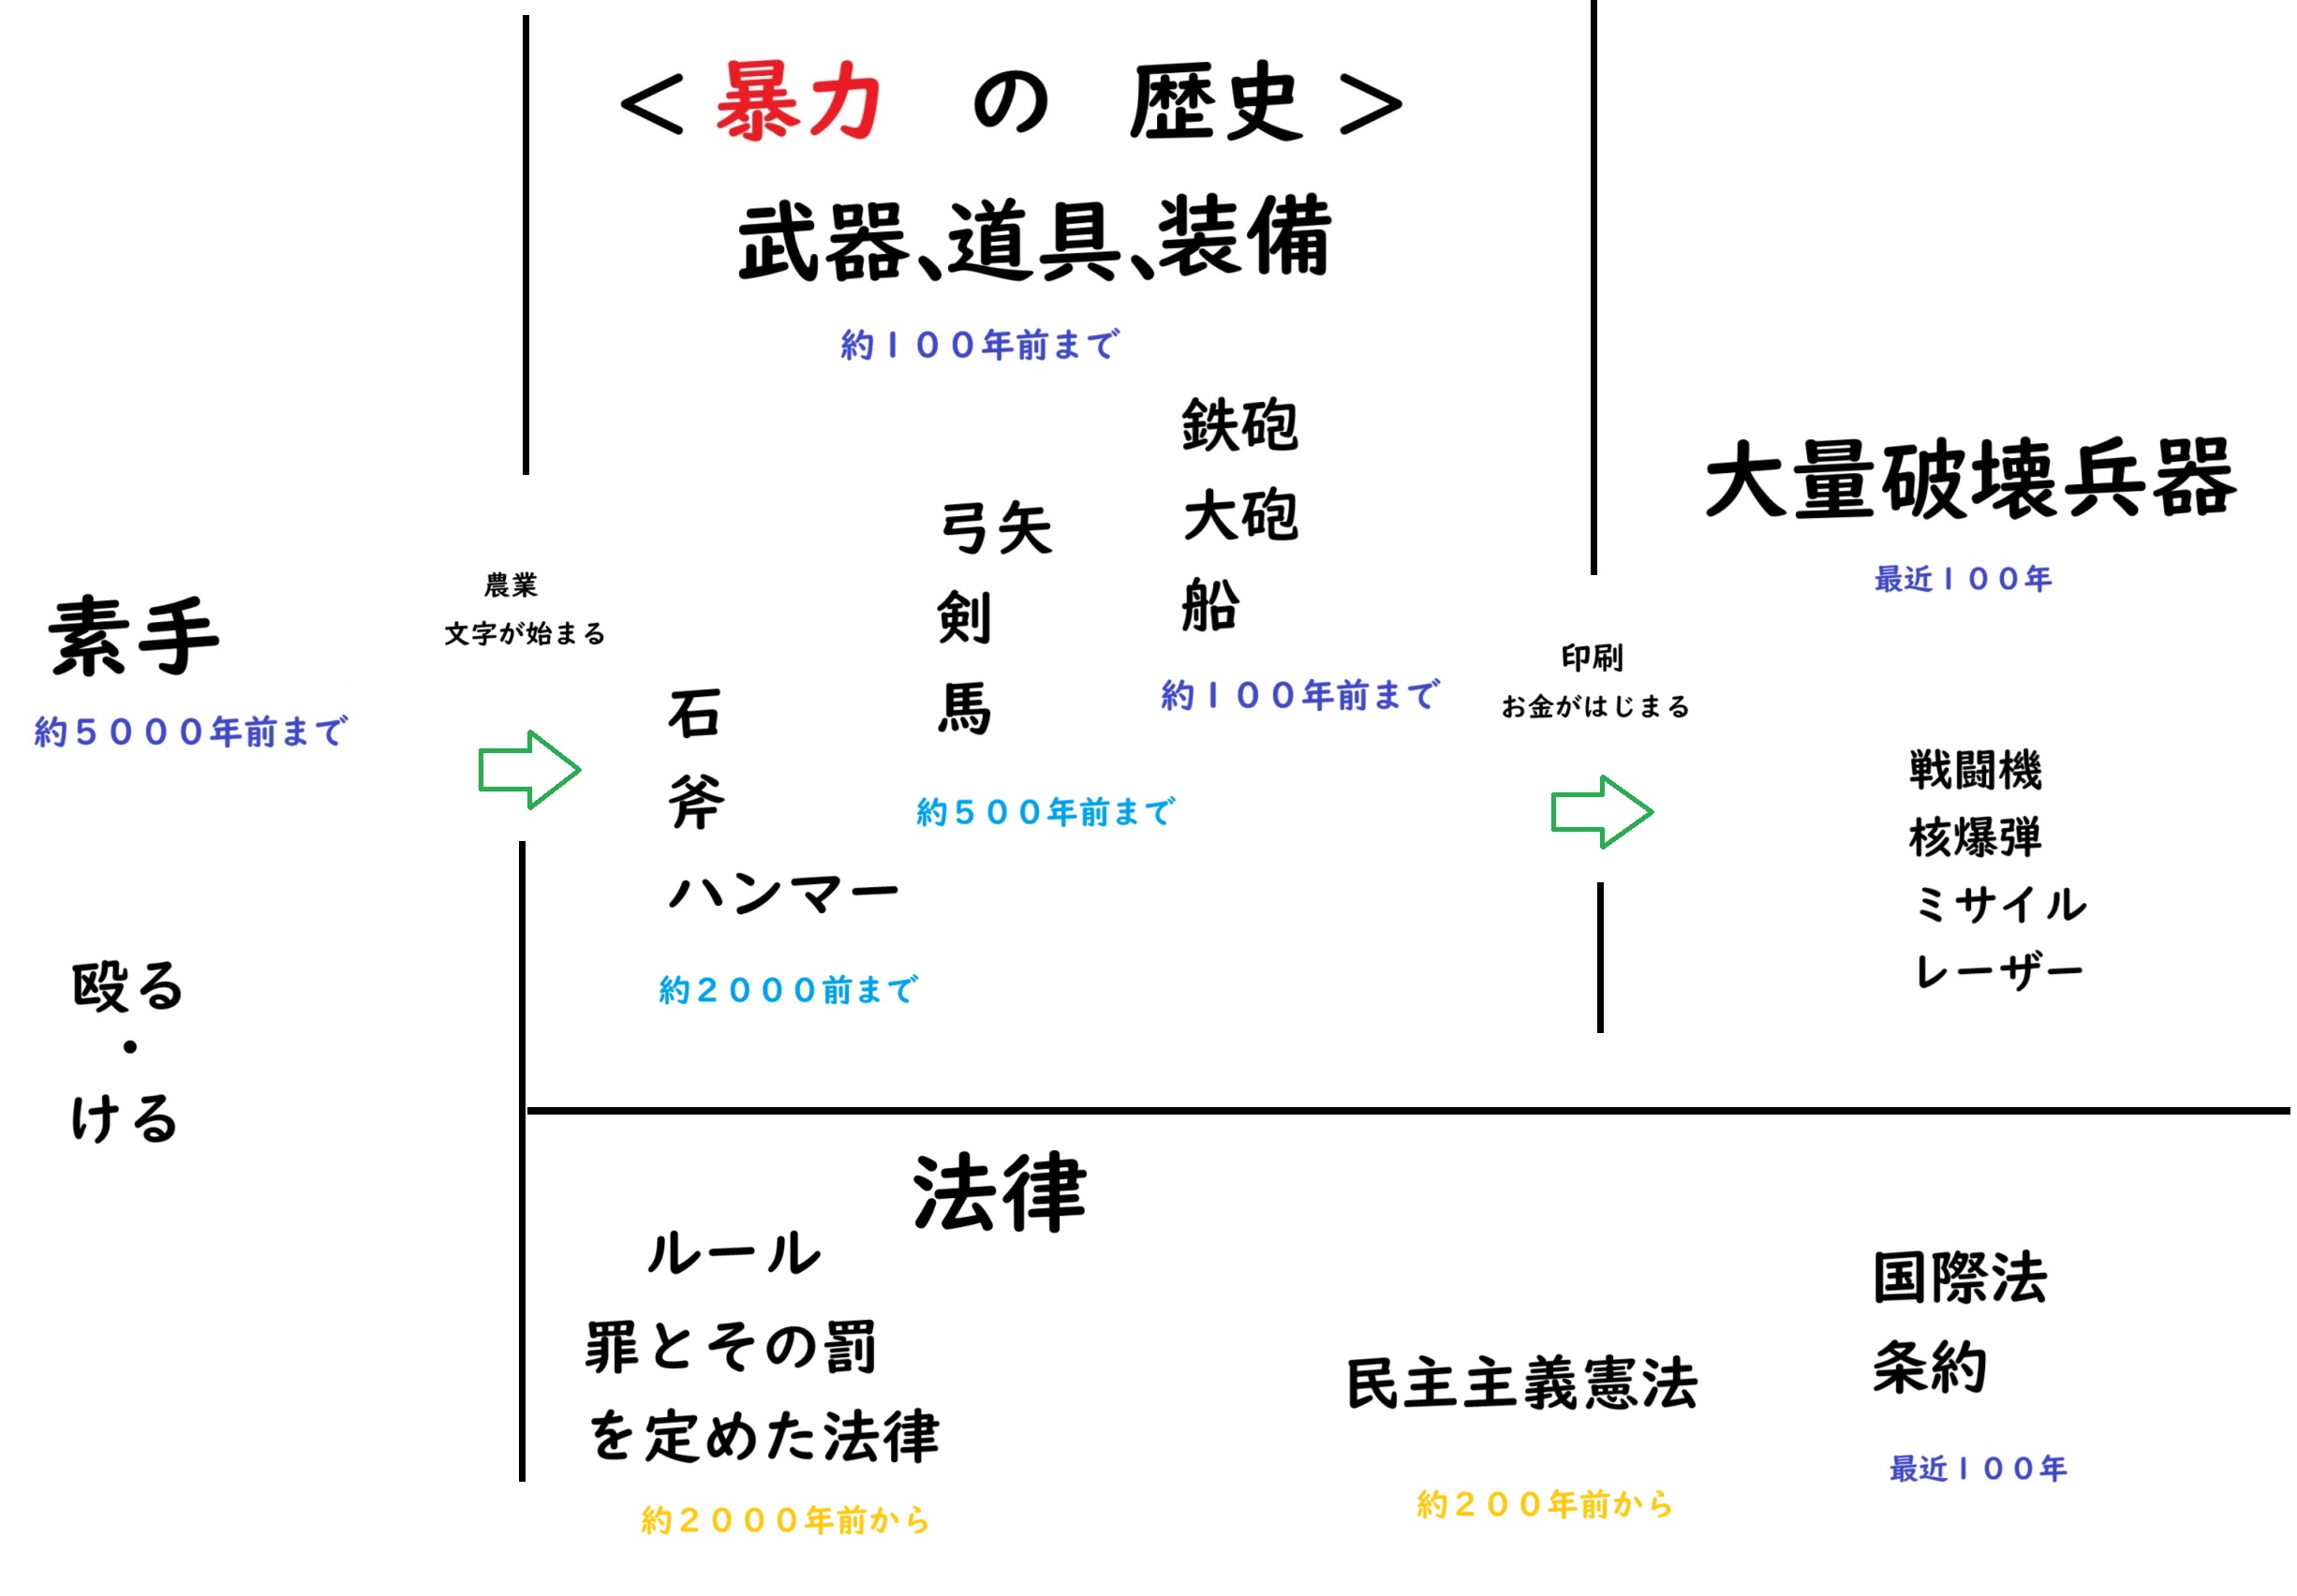 ＜暴力 の 歴史＞
武器、道具、装備
約１００年前まで
素手
約５０００年前まで
殴る
・
ける
農業
文字が始まる
石
斧
ハンマー
約２０００前まで
弓矢
剣
馬
約５００年前まで
鉄砲
大砲
船
約１００年前まで
印刷
お金がはじまる
大量破壊兵器
最近１００年
戦闘機
核爆弾
ミサイル
レーザー
法律
ルール
罪とその罰
を定めた法律
約２０００年前から
民主主義憲法
約２００年前から
国際法
条約
最近１００年